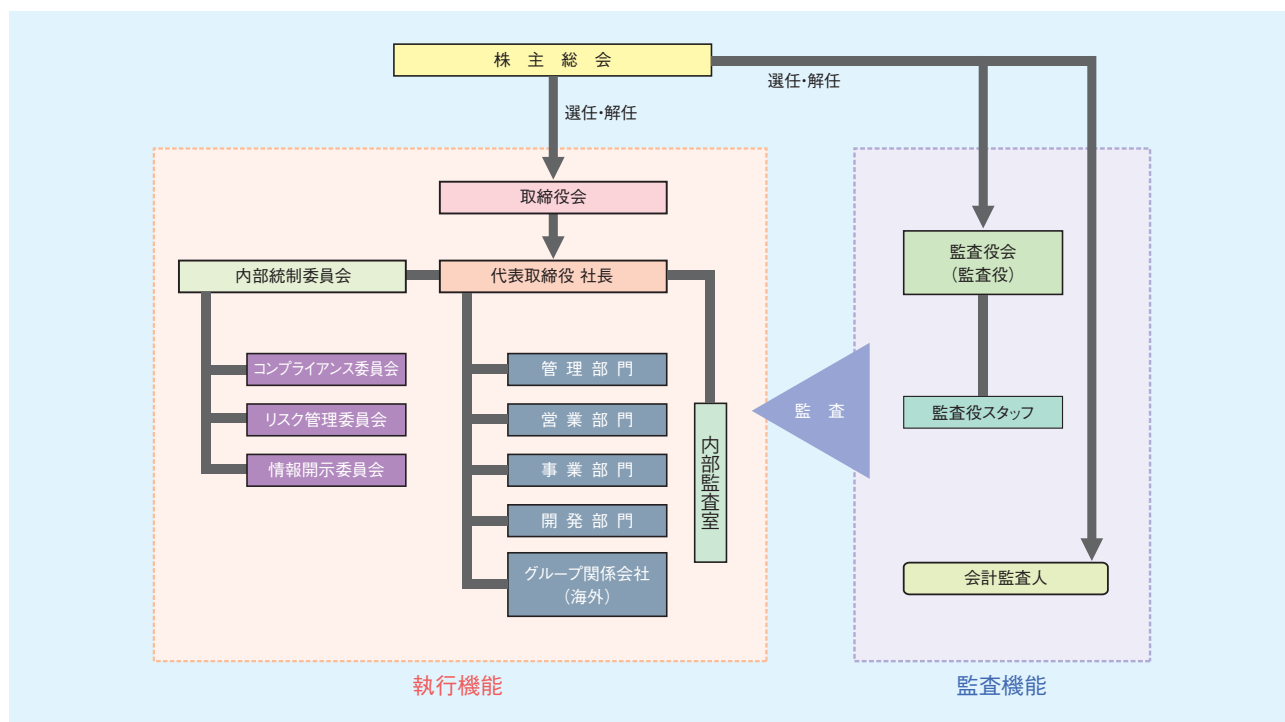 株主総会
選任・解任
選任・解任
取締役会
内部統制委員会
代表取締役 社長
コンプライアンス委員会
リスク管理委員会
情報開示委員会
管理部門
営業部門
事業部門
開発部門
グループ関係会社
（海外）
内部監査室
監査
監査役会
（監査役）
監査役スタッフ
会計監査人
執行機能
監査機能